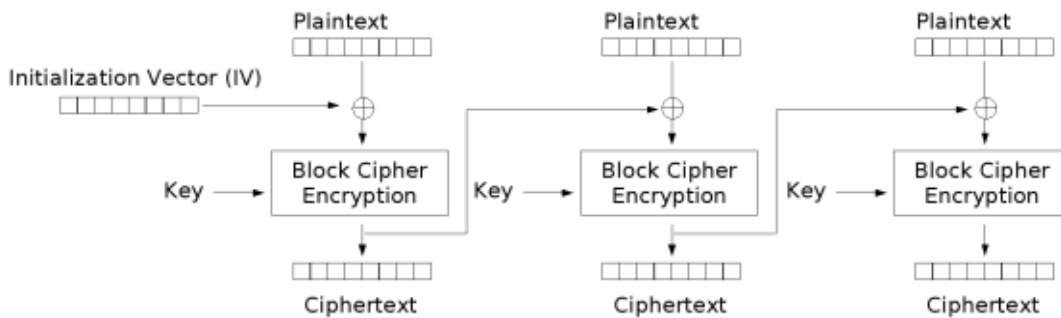 Plaintext
Plaintext
Plaintext
Initialization Vector (IV)
Block Cipher
Encryption
Block Cipher
Encryption
Block Cipher
Encryption
Key
Key
Key
Ciphertext
Ciphertext
Ciphertext